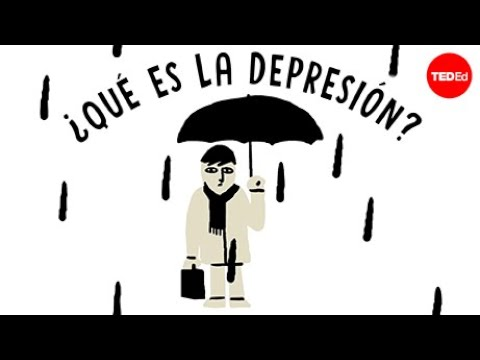 ¿QUÉ ES LA DEPRESIÓN?
TEDEd